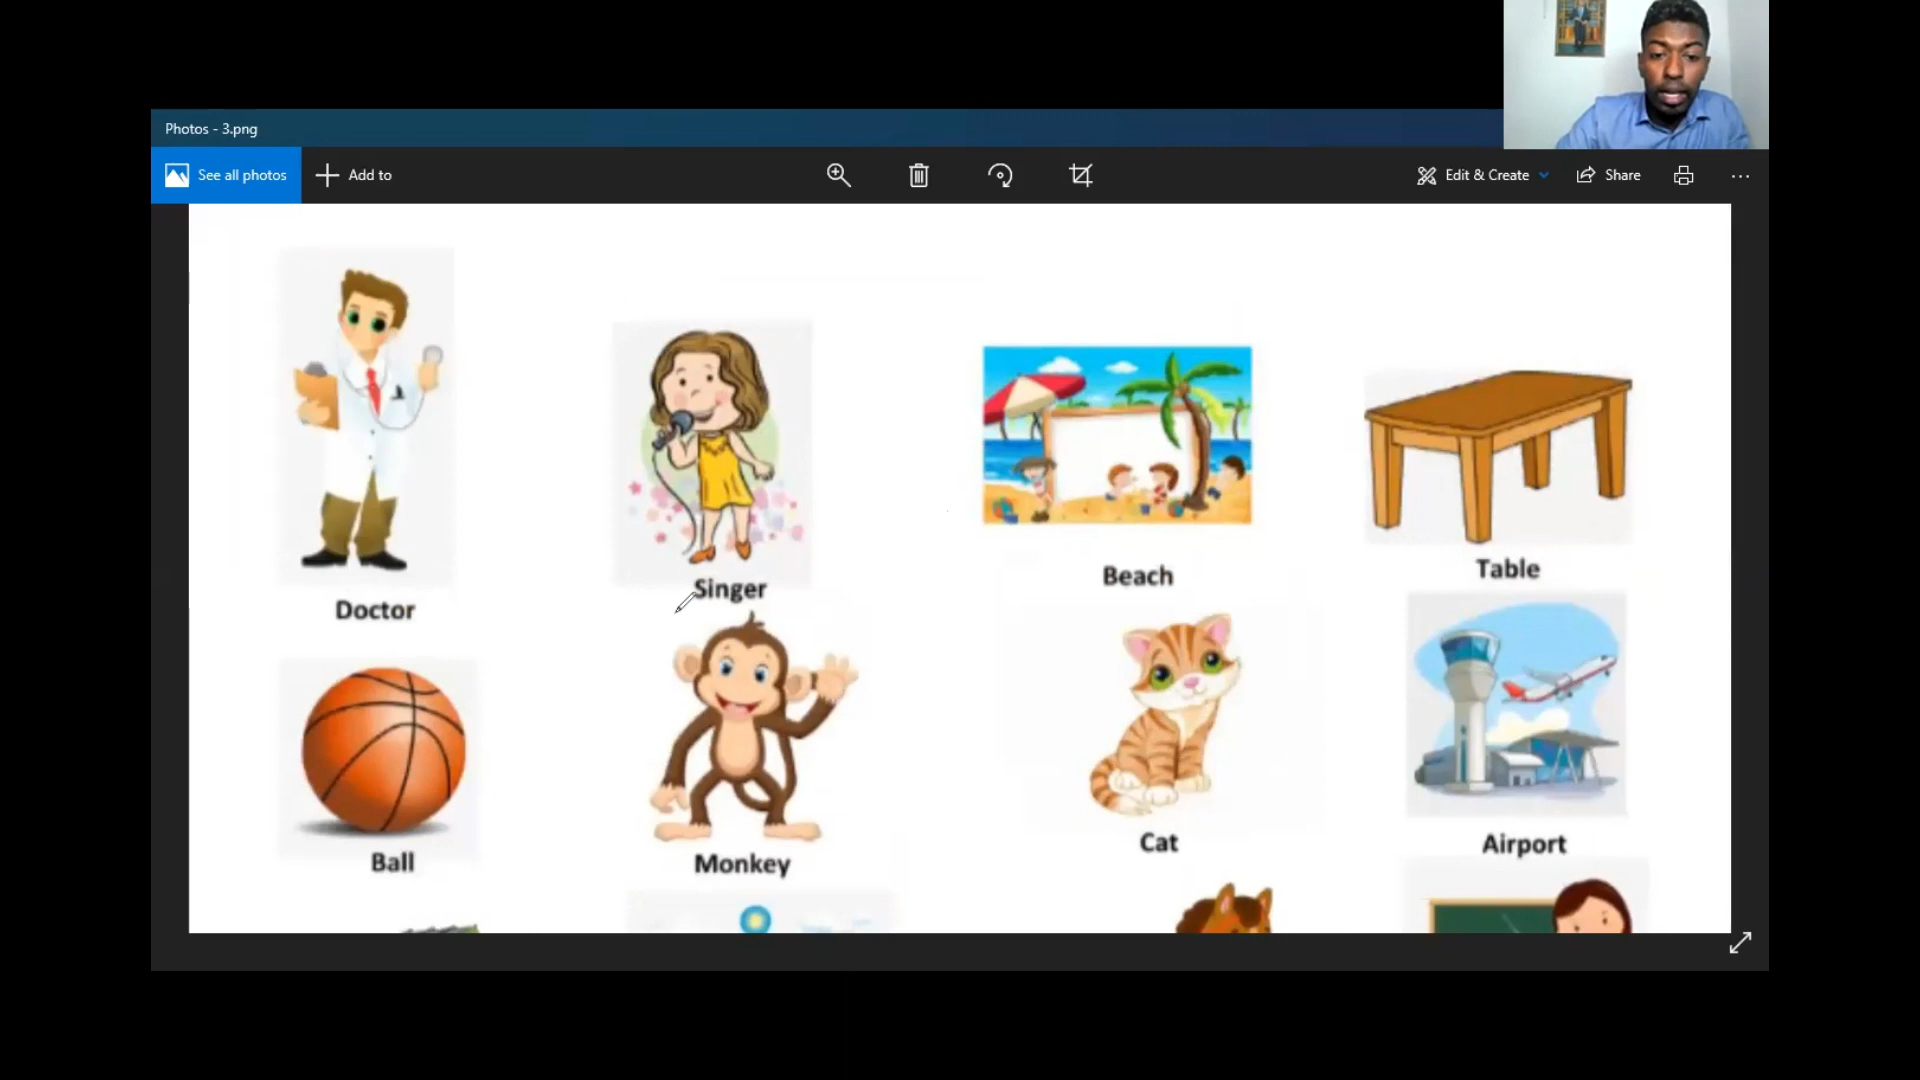 Photos - 3.png
See all photos
Add to
Edit & Create
Share
Doctor
Singer
Beach
Table
Ball
Monkey
Cat
Airport